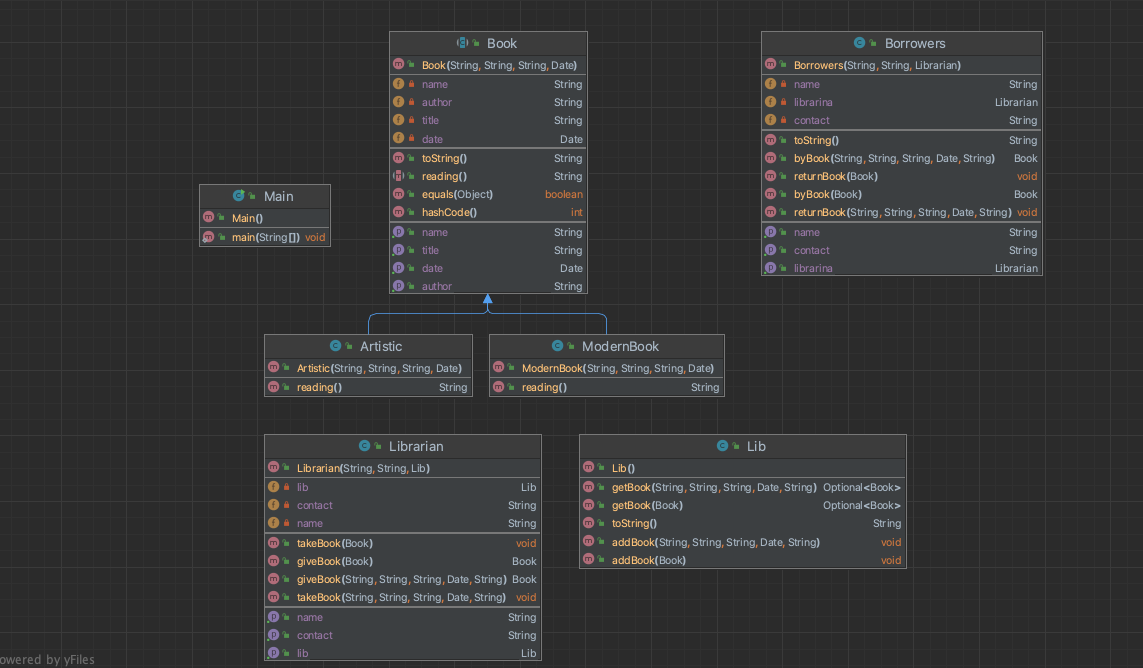 Book
Book(String, String, String, Date)
name String
author String
title String
date Date
toString() String
reading() String
equals(Object) boolean
hashCode() int
name String
title String
date Date
author String
Borrowers
Borrowers(String, String, Librarian)
name String
librarina Librarian
contact String
toString() String
byBook(String, String, String, Date, String) Book
returnBook(Book) void
byBook(Book) Book
returnBook(String, String, String, Date, String) void
name String
contact String
librarina Librarian
Main
Main()
main(String[]) void
Artistic
Artistic(String, String, String, Date)
reading() String
ModernBook
ModernBook(String, String, String, Date)
reading() String
Librarian
Librarian(String, String, Lib)
lib Lib
contact String
name String
takeBook(Book) void
giveBook(Book) Book
giveBook(String, String, String, Date, String) Book
takeBook(String, String, String, Date, String) void
name String
contact String
lib Lib
Lib
Lib()
getBook(String, String, String, Date, String) Optional<Book>
getBook(Book) Optional<Book>
toString() String
addBook(String, String, String, Date, String) void
addBook(Book) void
owered by yFiles